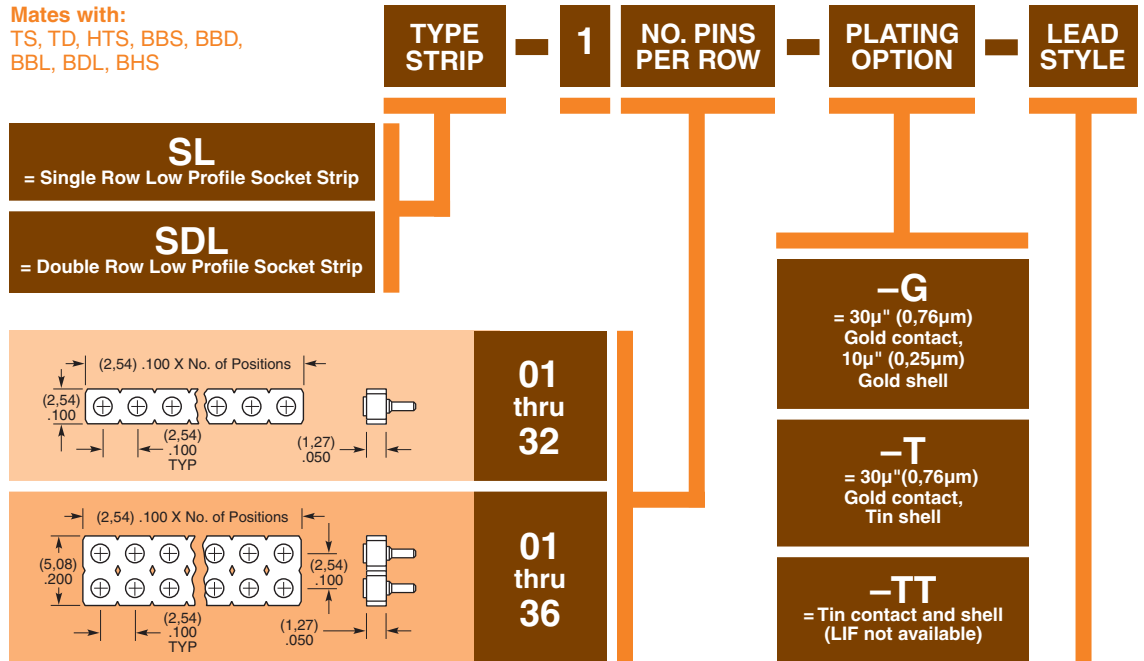 Mates with:
TS, TD, HTS, BBS, BBD,
BBL, BDL, BHS
TYPE
STRIP
1
NO. PINS
PER ROW
PLATING
OPTION
LEAD
STYLE
SL
= Single Row Low Profile Socket Strip
SDL
= Double Row Low Profile Socket Strip
–G
= 30µ" (0,76µm)
Gold contact,
10µ" (0,25µm)
Gold shell
(2,54) .100 X No. of Positions
(2,54)
.100
(2,54)
.100
TYP
(1,27)
.050
01
thru
32
–T
= 30µ"(0,76µm)
Gold contact,
Tin shell
(2,54) .100 X No. of Positions
(5,08)
.200
(2,54)
.100
(2,54)
.100
TYP
(1,27)
.050
01
thru
36
–TT
= Tin contact and shell
(LIF not available)